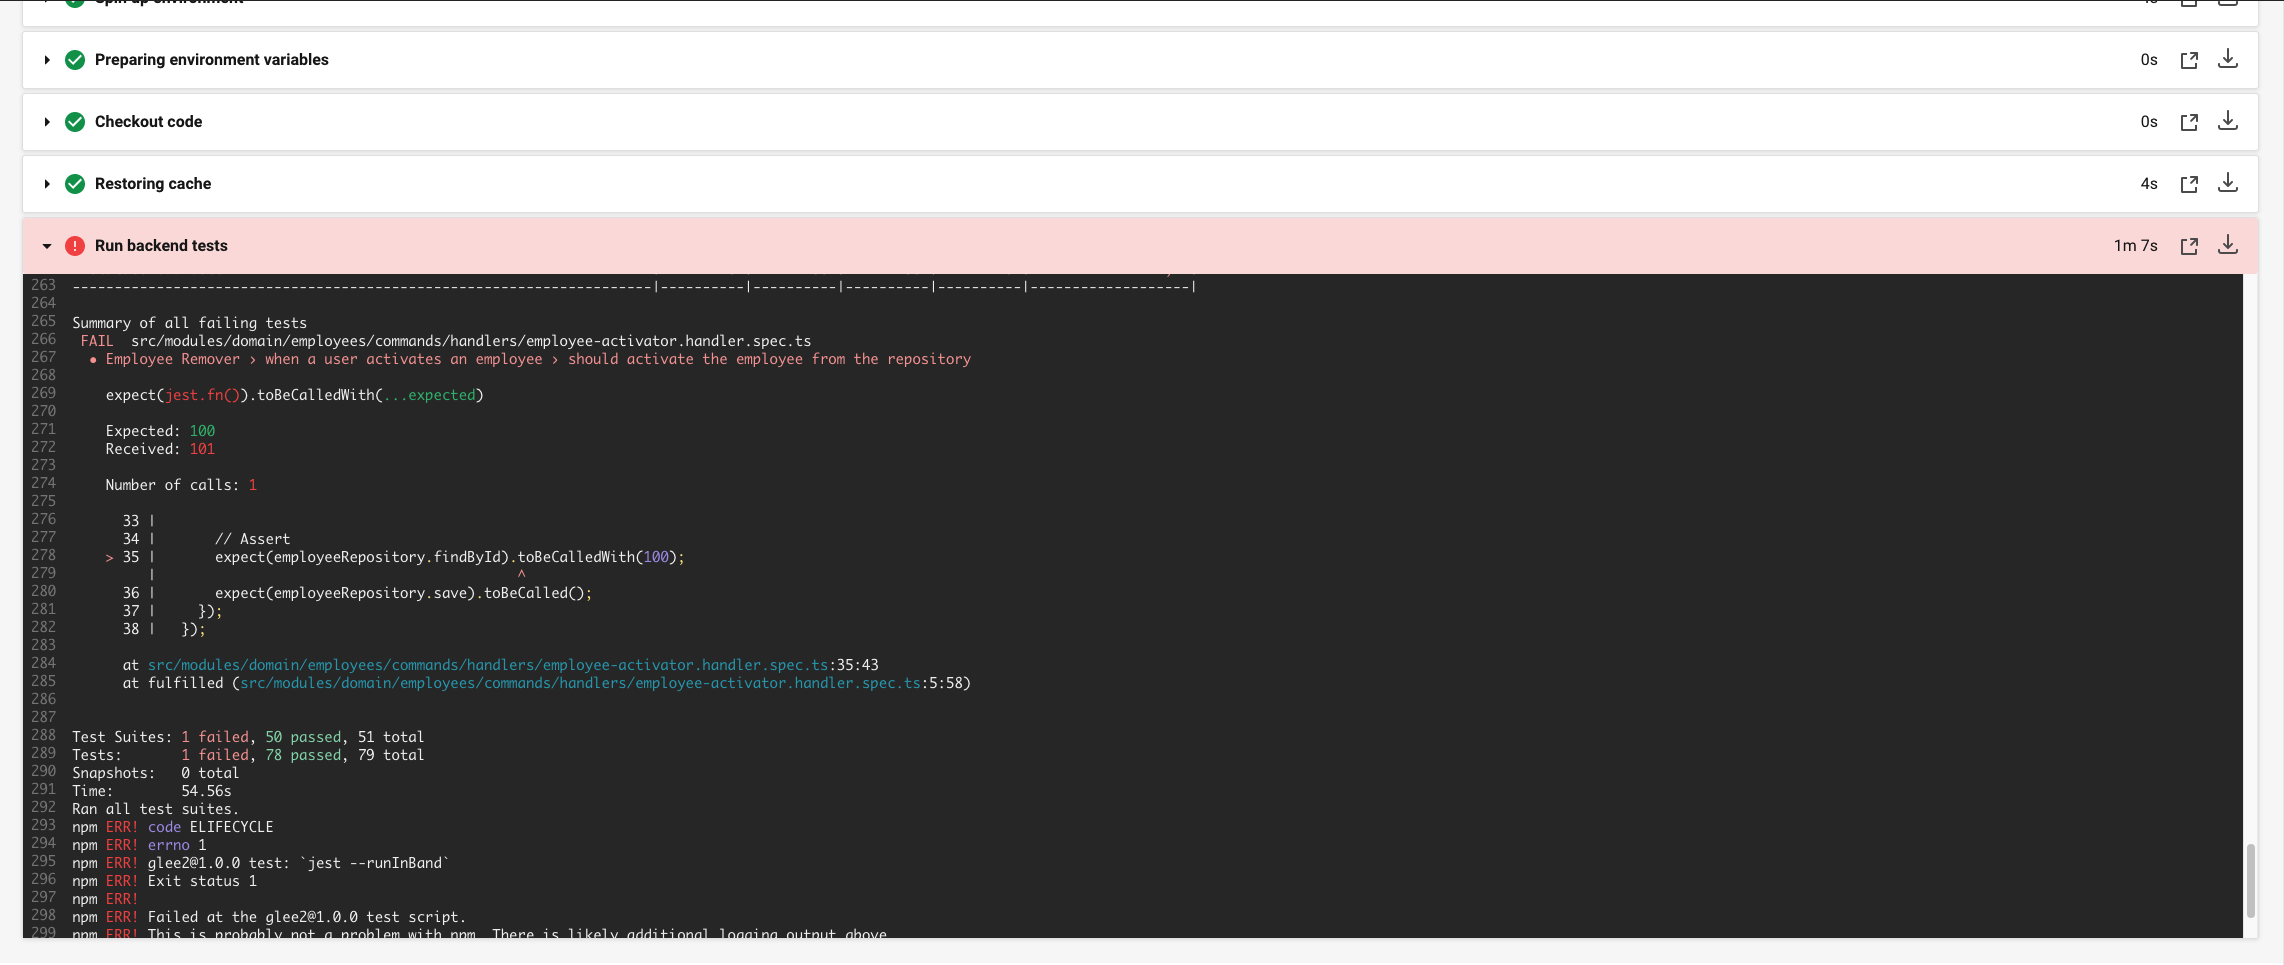 Spin up environment
Preparing environment variables 0s
Checkout code 0s
Restoring cache 4s
Run backend tests 1m 7s
263 ---------------------------------------------------------------------|----------|----------|----------|----------|-------------------|
264
265 Summary of all failing tests
266 FAIL src/modules/domain/employees/commands/handlers/employee-activator.handler.spec.ts
267 ● Employee Remover › when a user activates an employee › should activate the employee from the repository
268
269 expect(jest.fn()).toBeCalledWith(...expected)
270
271 Expected: 100
272 Received: 101
273
274 Number of calls: 1
275
276 33 |
277 34 | // Assert
278 > 35 | expect(employeeRepository.findById).toBeCalledWith(100);
279 | ^
280 36 | expect(employeeRepository.save).toBeCalled();
281 37 | });
282 38 | });
283
284 at src/modules/domain/employees/commands/handlers/employee-activator.handler.spec.ts:35:43
285 at fulfilled (src/modules/domain/employees/commands/handlers/employee-activator.handler.spec.ts:5:58)
286
287
288 Test Suites: 1 failed, 50 passed, 51 total
289 Tests: 1 failed, 78 passed, 79 total
290 Snapshots: 0 total
291 Time: 54.56s
292 Ran all test suites.
293 npm ERR! code ELIFECYCLE
294 npm ERR! errno 1
295 npm ERR! glee2@1.0.0 test: `jest --runInBand`
296 npm ERR! Exit status 1
297 npm ERR!
298 npm ERR! Failed at the glee2@1.0.0 test script.
299 npm ERR! This is probably not a problem with npm. There is likely additional logging output above.